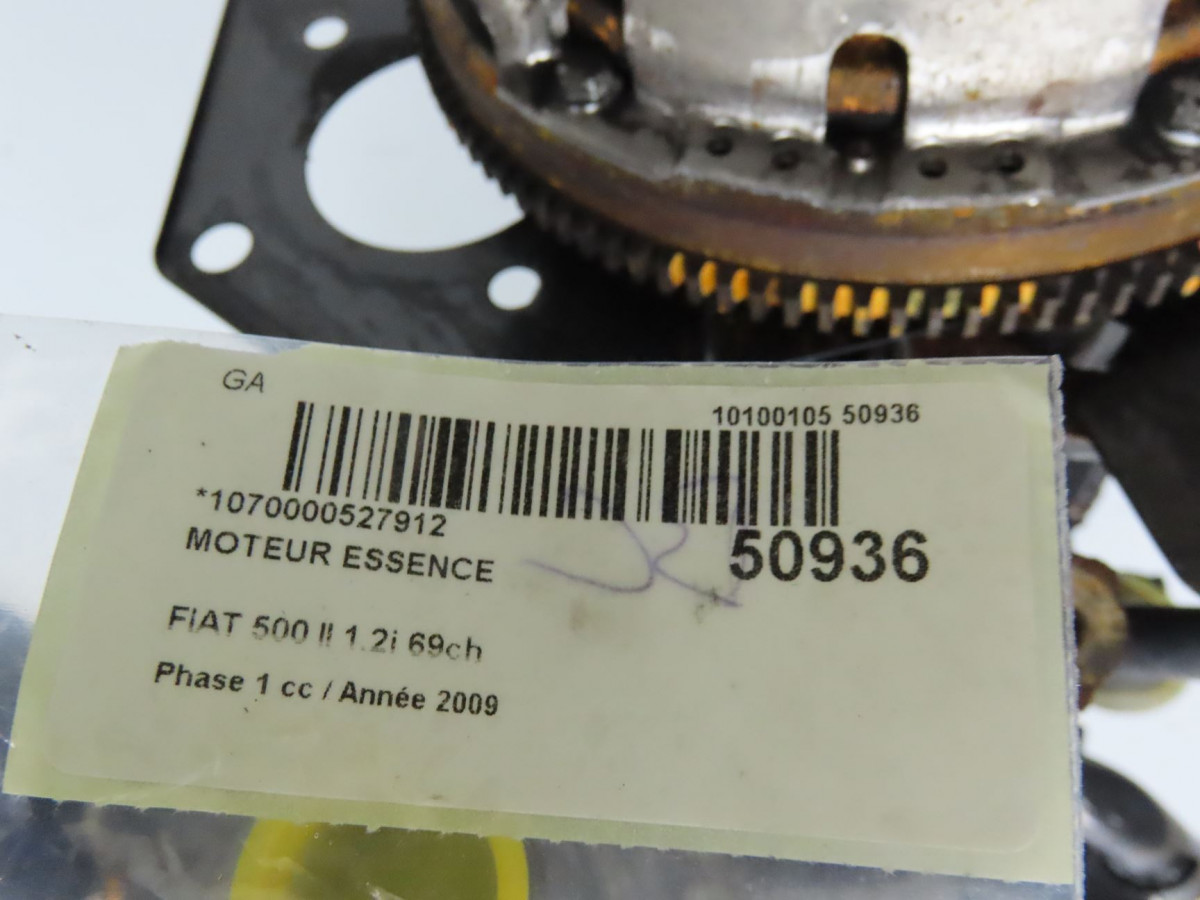 GA
10100105 50936
*1070000527912
MOTEUR ESSENCE
50936
FIAT 500 II 1.2i 69ch
Phase 1 cc / Année 2009